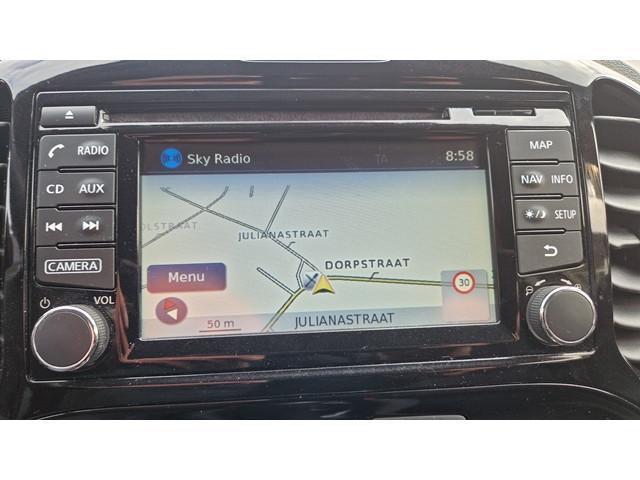 RADIO
CD AUX
CAMERA
VOL
Sky Radio TA 8:58
OLSTRAAT
JULIANASTRAAT
DORPSTRAAT
Menu
30
50 m
JULIANASTRAAT
MAP
NAV INFO
SETUP